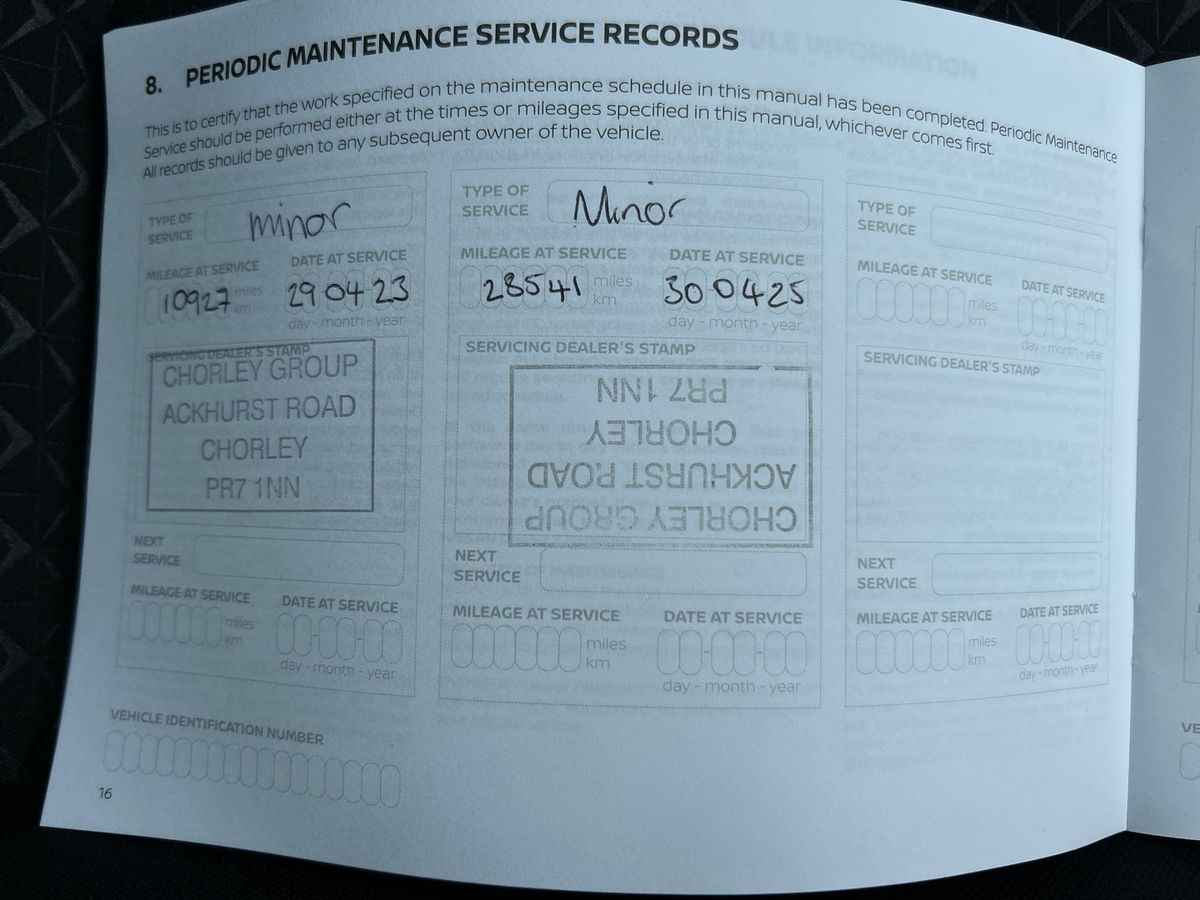 8. PERIODIC MAINTENANCE SERVICE RECORDS
This is to certify that the work specified on the maintenance schedule in this manual has been completed. Periodic Maintenance
Service should be performed either at the times or mileages specified in this manual, whichever comes first.
All records should be given to any subsequent owner of the vehicle.
TYPE OF
SERVICE
minor
MILEAGE AT SERVICE
DATE AT SERVICE
10927 miles
km
29 04 23
day - month - year
SERVICING DEALER'S STAMP
CHORLEY GROUP
ACKHURST ROAD
CHORLEY
PR7 1NN
NEXT
SERVICE
MILEAGE AT SERVICE
DATE AT SERVICE
miles
km
day - month - year
TYPE OF
SERVICE
Minor
MILEAGE AT SERVICE
DATE AT SERVICE
28541 miles
km
30 04 25
day - month - year
SERVICING DEALER'S STAMP
CHORLEY GROUP
ACKHURST ROAD
CHORLEY
PR7 1NN
NEXT
SERVICE
MILEAGE AT SERVICE
DATE AT SERVICE
miles
km
day - month - year
TYPE OF
SERVICE
MILEAGE AT SERVICE
DATE AT SERVICE
miles
km
day - month - year
SERVICING DEALER'S STAMP
NEXT
SERVICE
MILEAGE AT SERVICE
DATE AT SERVICE
miles
km
day - month - year
VEHICLE IDENTIFICATION NUMBER
16
VE